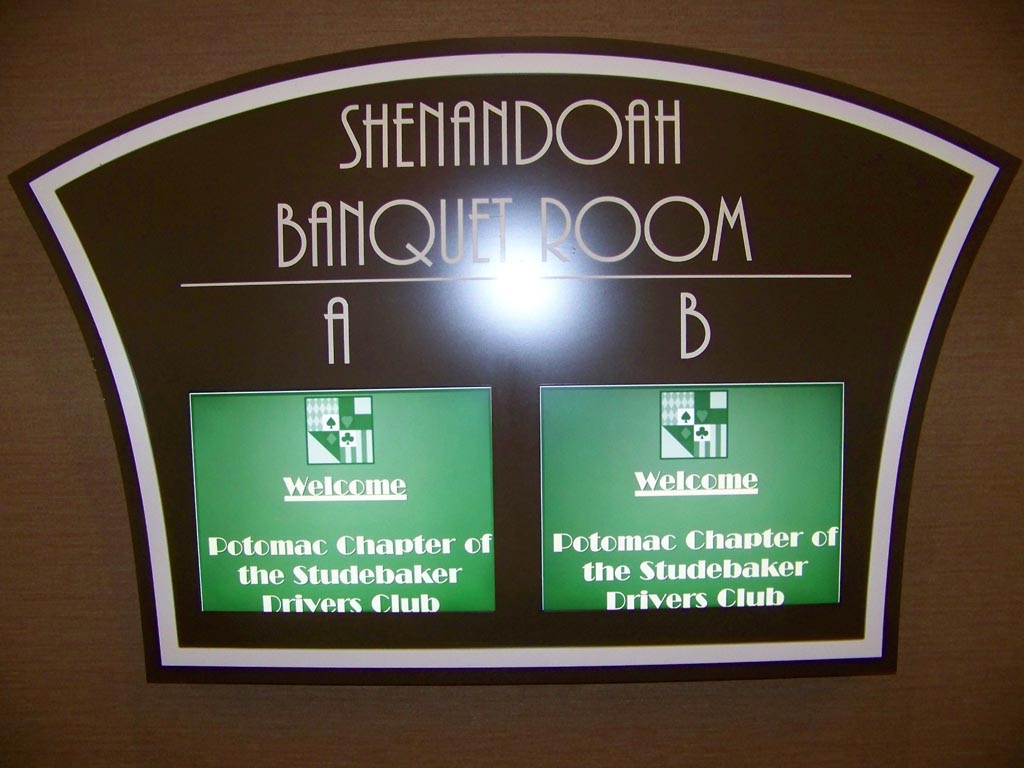 SHENANDOAH
BANQUET ROOM
A
Welcome
Potomac Chapter of
the Studebaker
Drivers Club
B
Welcome
Potomac Chapter of
the Studebaker
Drivers Club